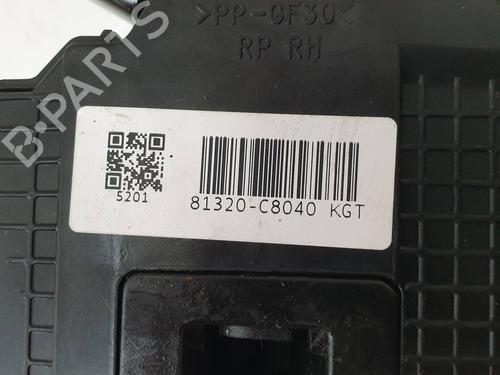 >PP-GF30<
RP RH
B-PARTS
5201
81320-C8040 KGT